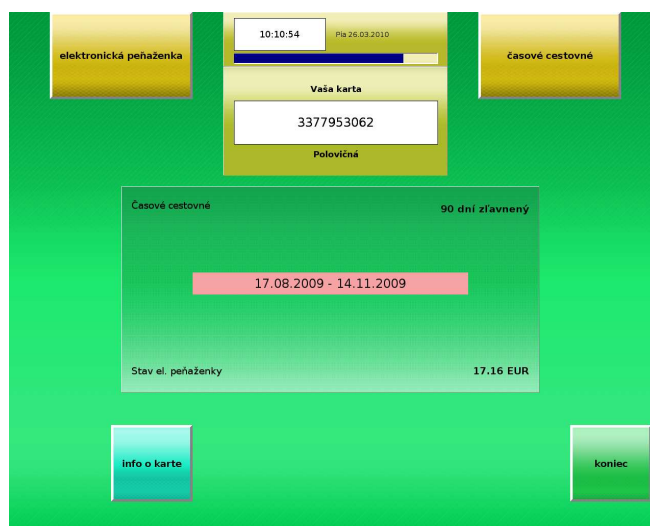 elektronická peňaženka
10:10:54
Pia 26.03.2010
časové cestovné
Vaša karta
3377953062
Polovičná
Časové cestovné
90 dní zľavnený
17.08.2009 - 14.11.2009
Stav el. peňaženky
17.16 EUR
info o karte
koniec